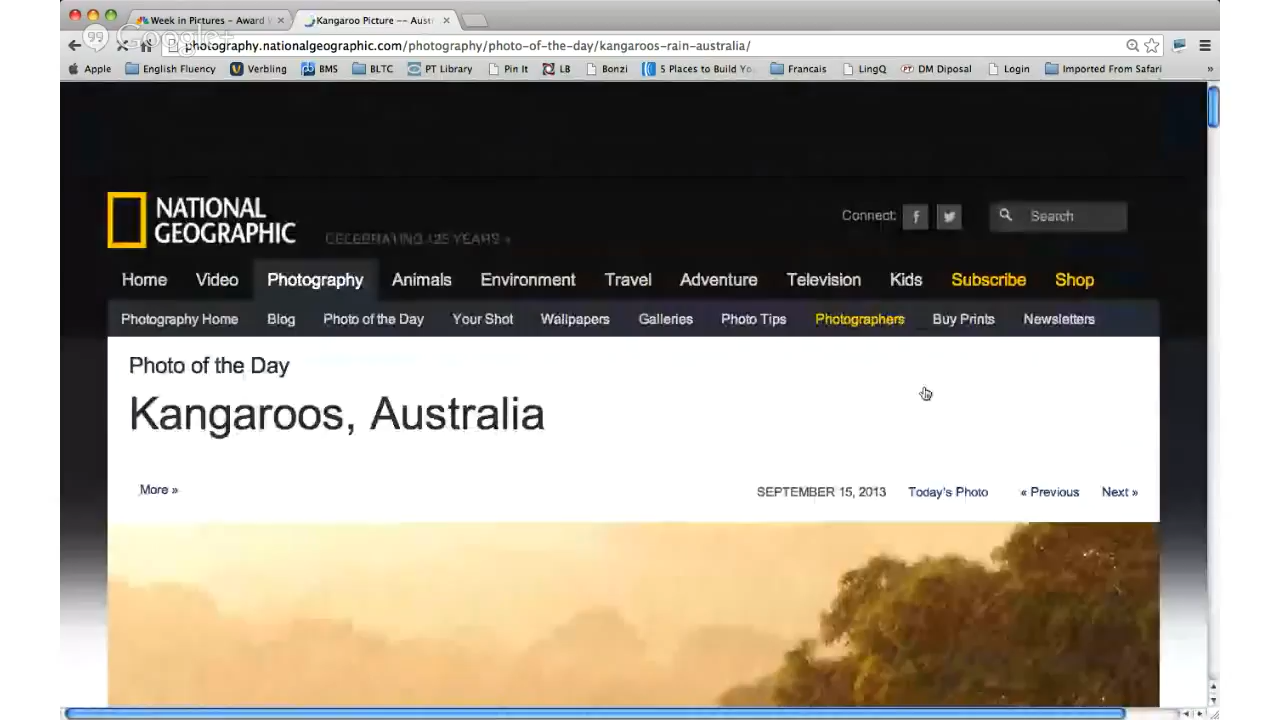 Week in Pictures - Award
Kangaroo Picture -- Aust
Google+
photography.nationalgeographic.com/photography/photo-of-the-day/kangaroos-rain-australia/
Apple English Fluency Verbling BMS BLTC PT Library Pin It LB Bonzi 5 Places to Build Yo Francais LingQ DM Diposal Login Imported From Safari »
NATIONAL
GEOGRAPHIC
CELEBRATING 125 YEARS »
Connect: Search
Home Video Photography Animals Environment Travel Adventure Television Kids Subscribe Shop
Photography Home Blog Photo of the Day Your Shot Wallpapers Galleries Photo Tips Photographers Buy Prints Newsletters
Photo of the Day
Kangaroos, Australia
More »
SEPTEMBER 15, 2013 Today's Photo « Previous Next »